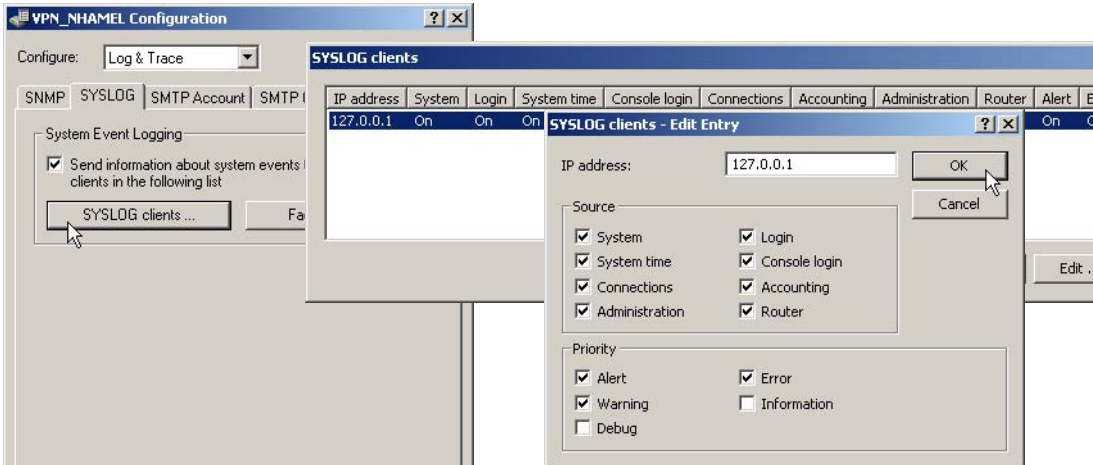 VPN_NHAMEL Configuration
Configure: Log & Trace
SNMP SYSLOG SMTP Account SMTP
System Event Logging
Send information about system events
clients in the following list
SYSLOG clients ...
SYSLOG clients
IP address System Login System time Console login Connections Accounting Administration Router Alert
127.0.0.1 On On On On
Edit .
SYSLOG clients - Edit Entry
IP address: 127.0.0.1
OK
Cancel
Source
System Login
System time Console login
Connections Accounting
Administration Router
Priority
Alert Error
Warning Information
Debug